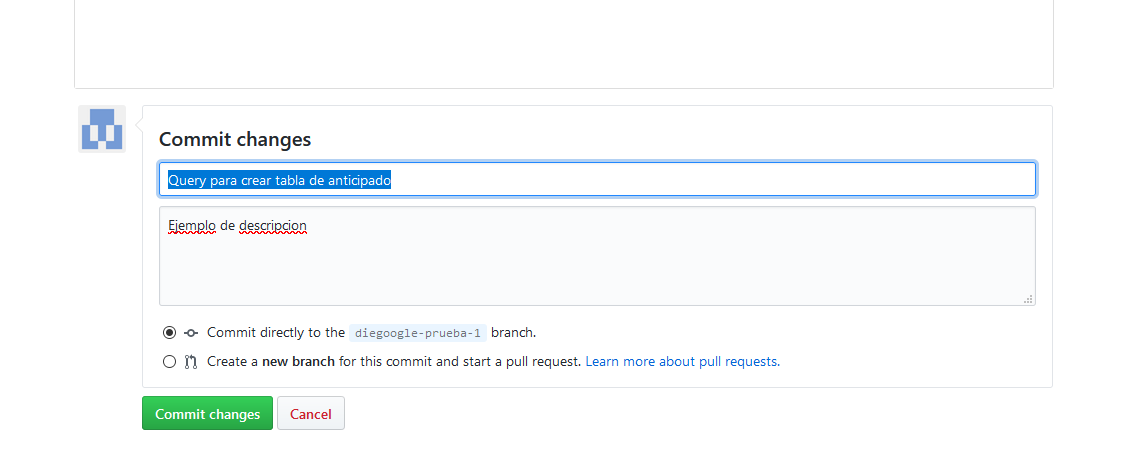 Commit changes
Query para crear tabla de anticipado
Ejemplo de descripcion
Commit directly to the diegoogle-prueba-1 branch.
Create a new branch for this commit and start a pull request. Learn more about pull requests.
Commit changes Cancel